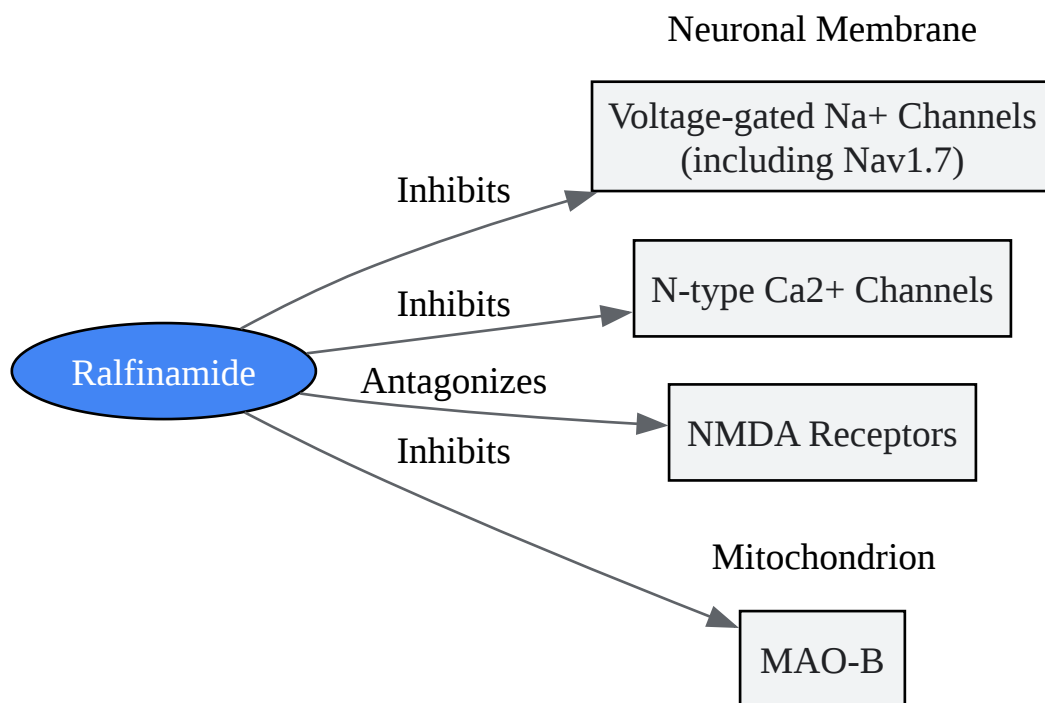 Neuronal Membrane
Voltage-gated Na+ Channels
(including Nav1.7)
Inhibits
N-type Ca2+ Channels
Inhibits
Ralfinamide
Antagonizes
NMDA Receptors
Inhibits
Mitochondrion
MAO-B